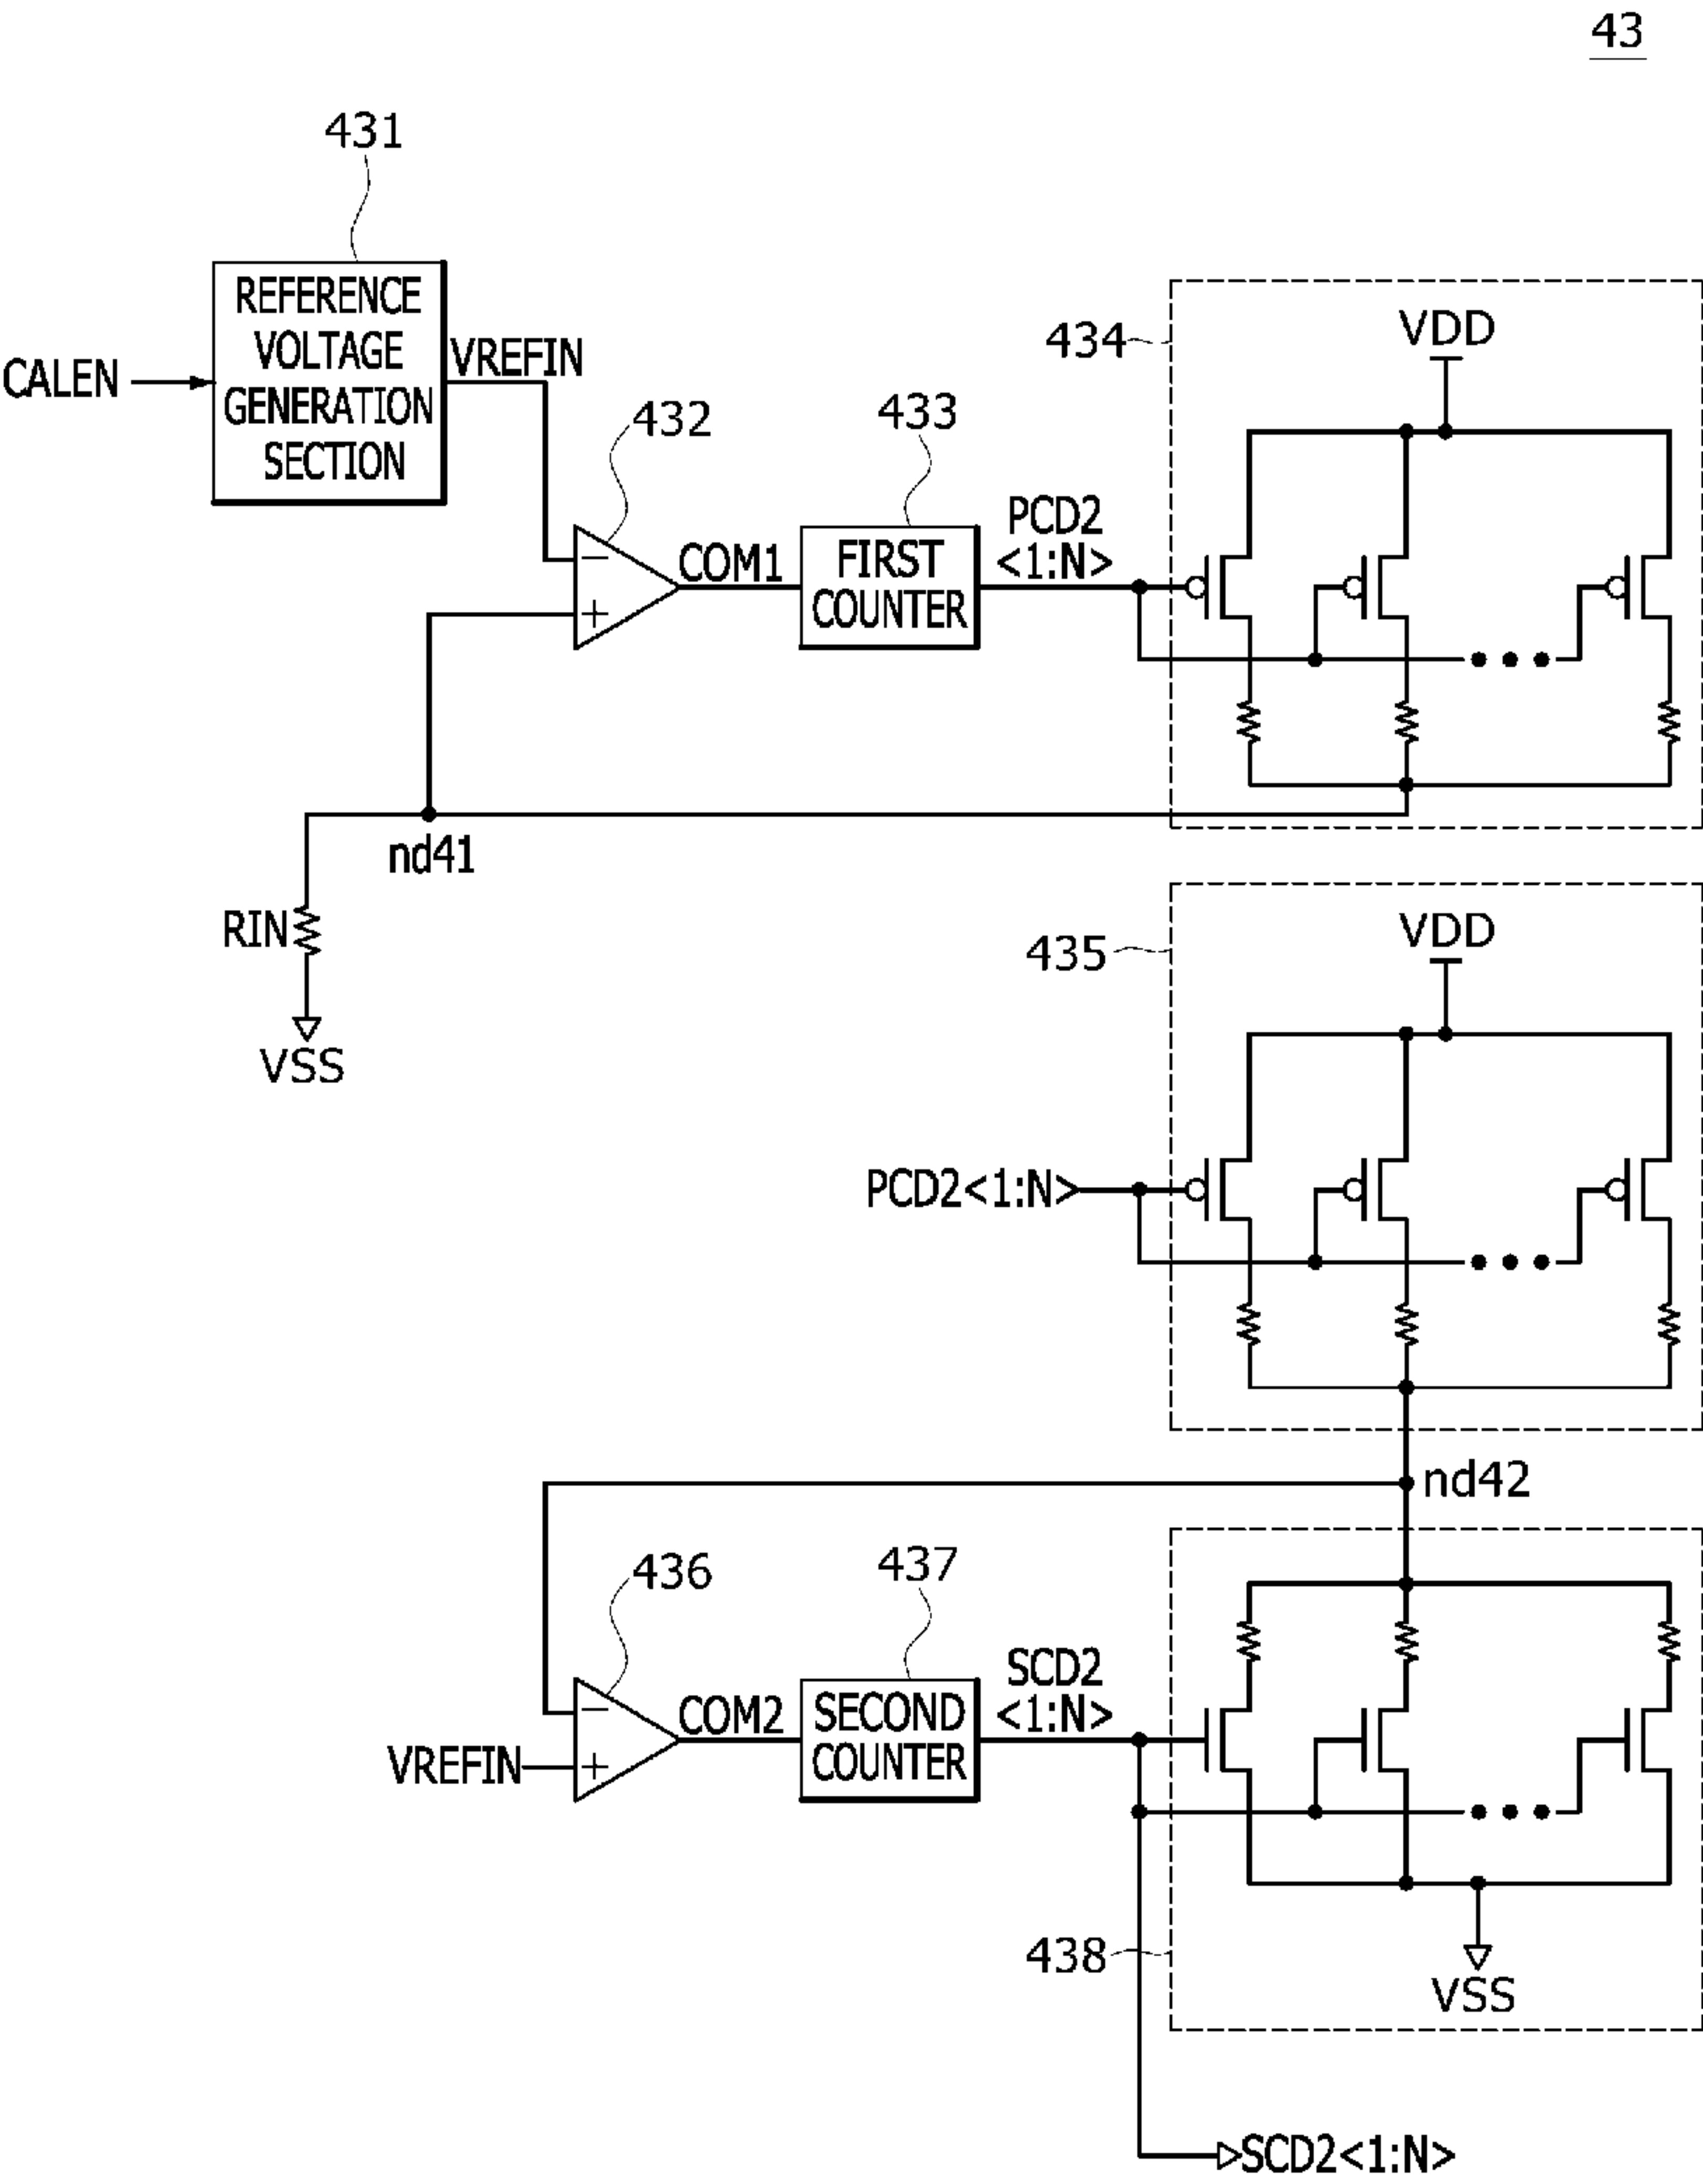 43
431
REFERENCE
VOLTAGE
GENERATION
SECTION
CALEN
VREFIN
432
-
+
COM1
433
FIRST
COUNTER
PCD2
<1:N>
434
VDD
nd41
RIN
VSS
435
VDD
PCD2<1:N>
nd42
436
-
+
VREFIN
COM2
437
SECOND
COUNTER
SCD2
<1:N>
438
VSS
SCD2<1:N>